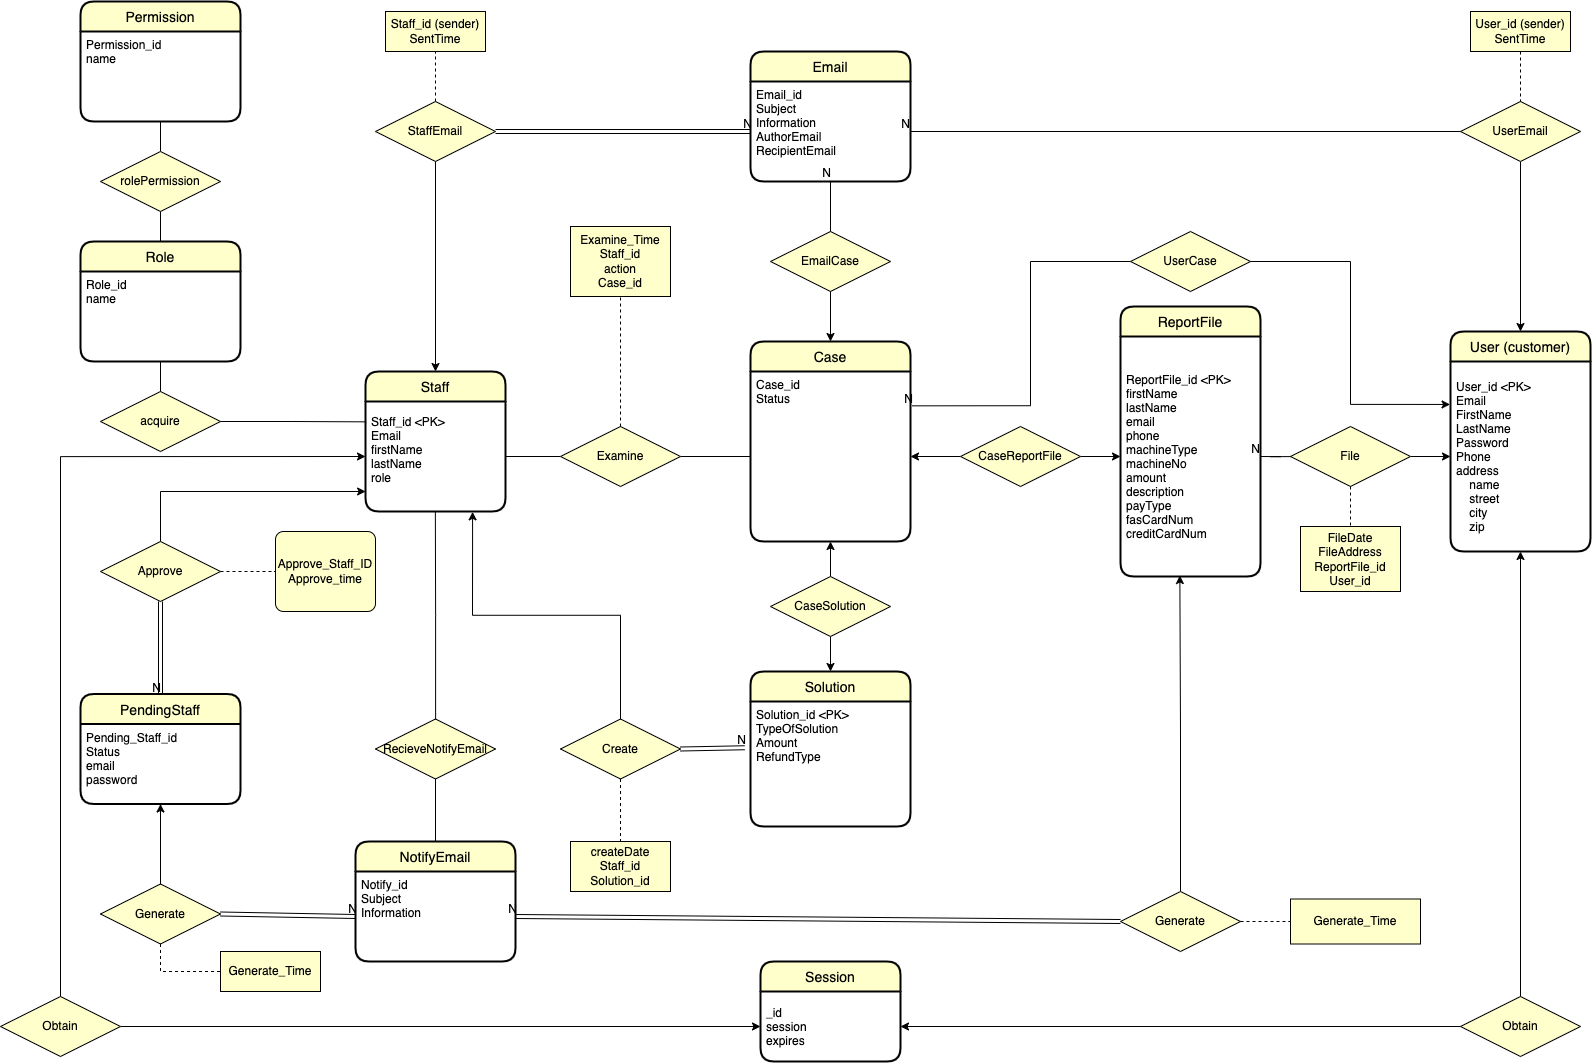 Permission
Permission_id
name
Staff_id (sender)
SentTime
User_id (sender)
SentTime
Email
Email_id
Subject
Information
AuthorEmail
RecipientEmail
N
N
N
StaffEmail
UserEmail
rolePermission
Role
Role_id
name
Examine_Time
Staff_id
action
Case_id
EmailCase
UserCase
ReportFile
ReportFile_id <PK>
firstName
lastName
email
phone
machineType
machineNo
amount
description
payType
fasCardNum
creditCardNum
N
User (customer)
User_id <PK>
Email
FirstName
LastName
Password
Phone
address
name
street
city
zip
Case
Case_id
Status
N
Staff
Staff_id <PK>
Email
firstName
lastName
role
acquire
Examine
CaseReportFile
File
FileDate
FileAddress
ReportFile_id
User_id
Approve
Approve_Staff_ID
Approve_time
CaseSolution
N
PendingStaff
Pending_Staff_id
Status
email
password
RecieveNotifyEmail
Create
N
Solution
Solution_id <PK>
TypeOfSolution
Amount
RefundType
createDate
Staff_id
Solution_id
NotifyEmail
Notify_id
Subject
Information
N
N
Generate
Generate_Time
Generate
Generate_Time
Session
_id
session
expires
Obtain
Obtain